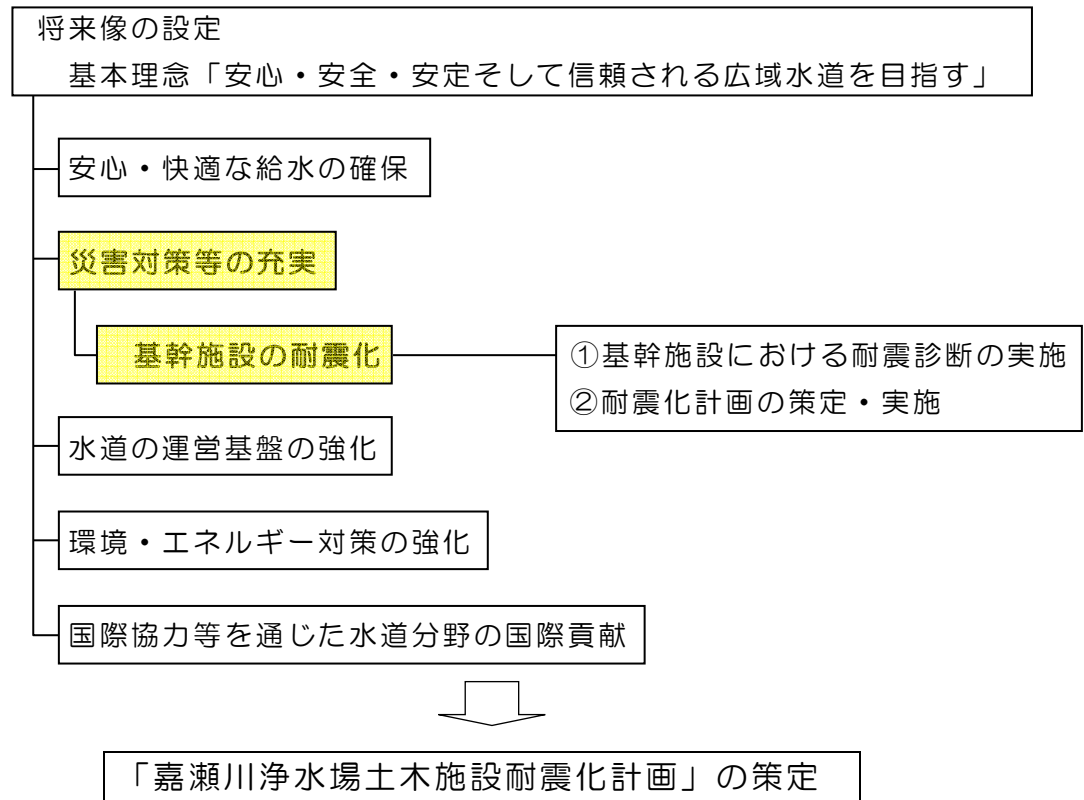 将来像の設定
基本理念「安心・安全・安定そして信頼される広域水道を目指す」
安心・快適な給水の確保
災害対策等の充実
基幹施設の耐震化
①基幹施設における耐震診断の実施
②耐震化計画の策定・実施
水道の運営基盤の強化
環境・エネルギー対策の強化
国際協力等を通じた水道分野の国際貢献
「嘉瀬川浄水場土木施設耐震化計画」の策定